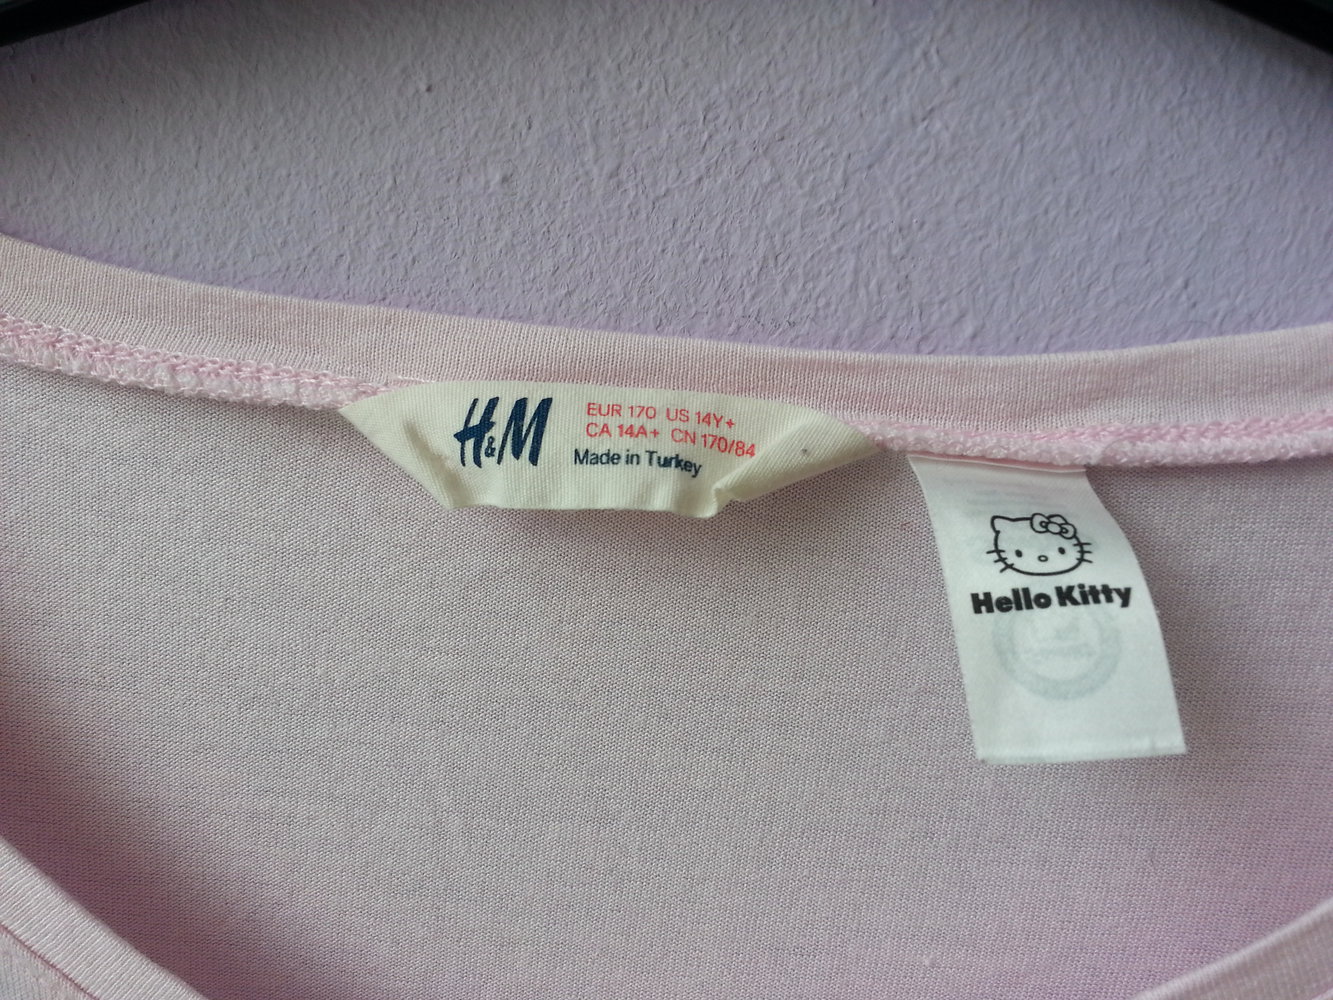 H&M
EUR 170 US 14Y+
CA 14A+ CN 170/84
Made in Turkey
Hello Kitty